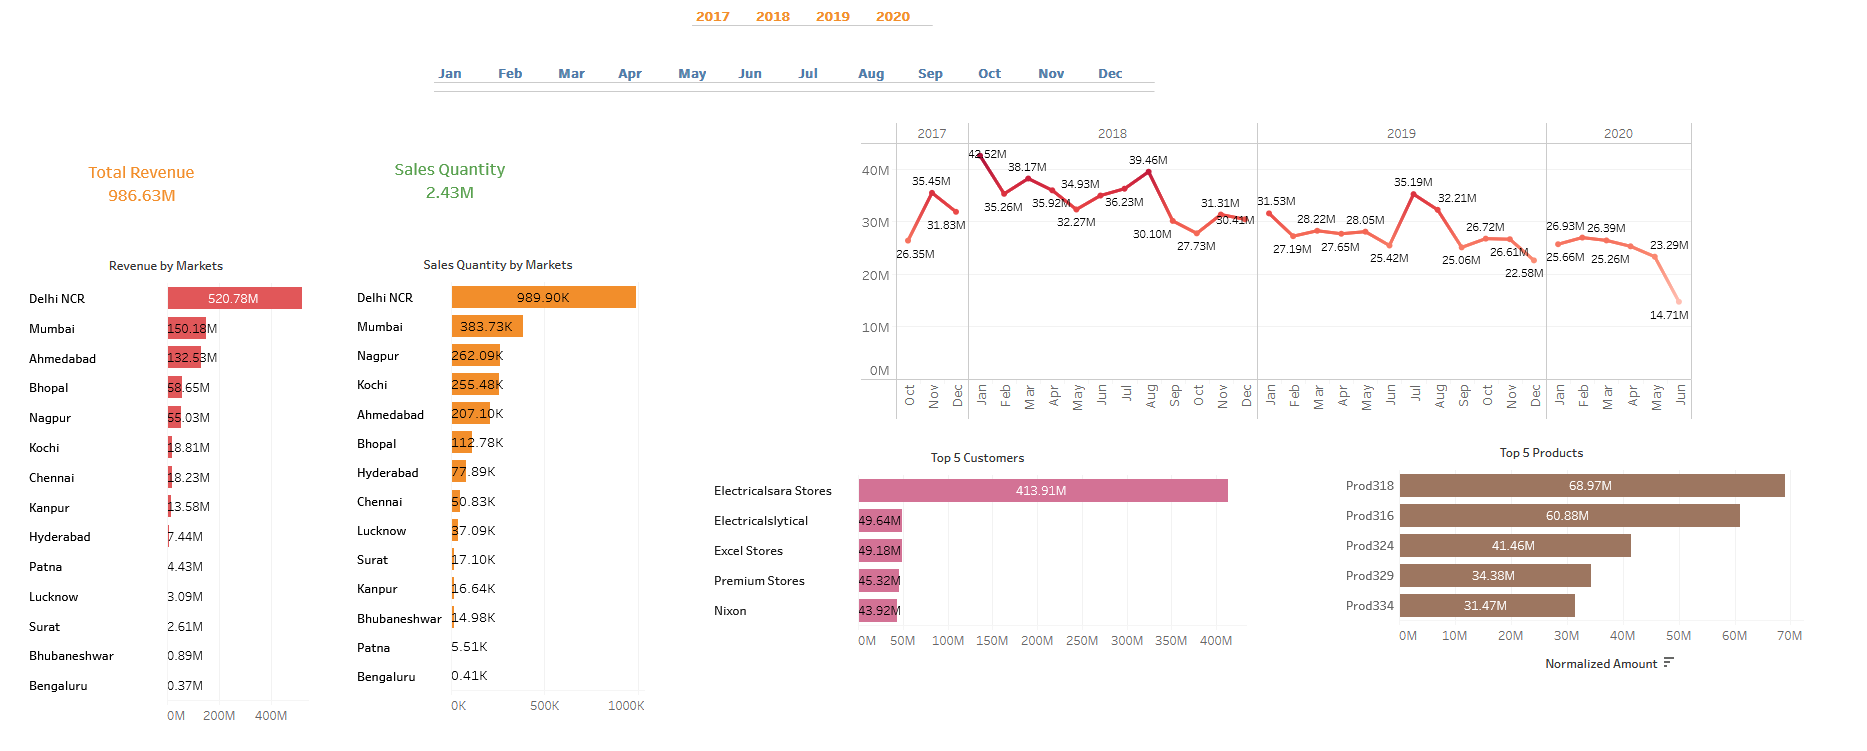 2017 2018 2019 2020
Jan Feb Mar Apr May Jun Jul Aug Sep Oct Nov Dec
Total Revenue
986.63M
Sales Quantity
2.43M
Revenue by Markets
Delhi NCR 520.78M
Mumbai 150.18M
Ahmedabad 132.53M
Bhopal 58.65M
Nagpur 55.03M
Kochi 18.81M
Chennai 18.23M
Kanpur 13.58M
Hyderabad 7.44M
Patna 4.43M
Lucknow 3.09M
Surat 2.61M
Bhubaneshwar 0.89M
Bengaluru 0.37M
0M 200M 400M
Sales Quantity by Markets
Delhi NCR 989.90K
Mumbai 383.73K
Nagpur 262.09K
Kochi 255.48K
Ahmedabad 207.10K
Bhopal 112.78K
Hyderabad 77.89K
Chennai 50.83K
Lucknow 37.09K
Surat 17.10K
Kanpur 16.64K
Bhubaneshwar 14.98K
Patna 5.51K
Bengaluru 0.41K
0K 500K 1000K
2017 2018 2019 2020
40M
30M
20M
10M
0M
26.35M 35.45M 31.83M
42.52M 35.26M 38.17M 35.92M 32.27M 34.93M 36.23M 39.46M 30.10M 27.73M 31.31M 30.41M
31.53M 27.19M 28.22M 27.65M 28.05M 25.42M 35.19M 32.21M 25.06M 26.72M 26.61M 22.58M
25.66M 26.93M 26.39M 25.26M 23.29M 14.71M
Oct Nov Dec Jan Feb Mar Apr May Jun Jul Aug Sep Oct Nov Dec Jan Feb Mar Apr May Jun Jul Aug Sep Oct Nov Dec Jan Feb Mar Apr May Jun
Top 5 Customers
Electricalsara Stores 413.91M
Electricalslytical 49.64M
Excel Stores 49.18M
Premium Stores 45.32M
Nixon 43.92M
0M 50M 100M 150M 200M 250M 300M 350M 400M
Top 5 Products
Prod318 68.97M
Prod316 60.88M
Prod324 41.46M
Prod329 34.38M
Prod334 31.47M
0M 10M 20M 30M 40M 50M 60M 70M
Normalized Amount